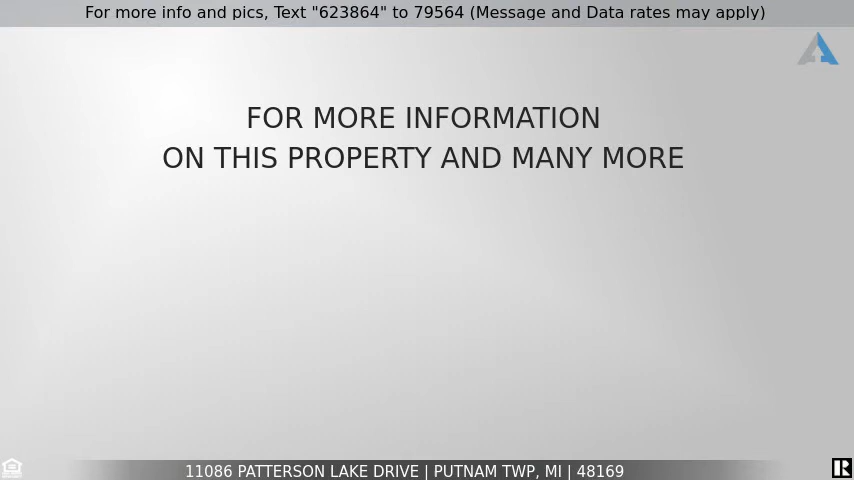 For more info and pics, Text "623864" to 79564 (Message and Data rates may apply)
FOR MORE INFORMATION
ON THIS PROPERTY AND MANY MORE
11086 PATTERSON LAKE DRIVE | PUTNAM TWP, MI | 48169